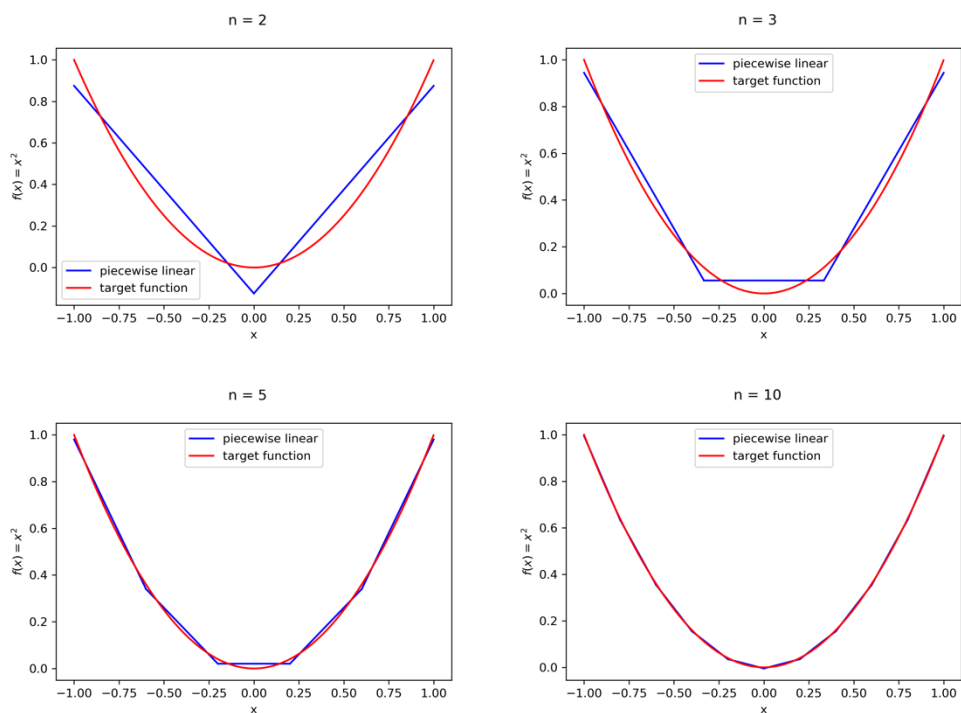 n = 2
f(x) = x²
1.0
0.8
0.6
0.4
0.2
0.0
piecewise linear
target function
−1.00 −0.75 −0.50 −0.25 0.00 0.25 0.50 0.75 1.00
x
n = 3
f(x) = x²
1.0
0.8
0.6
0.4
0.2
0.0
piecewise linear
target function
−1.00 −0.75 −0.50 −0.25 0.00 0.25 0.50 0.75 1.00
x
n = 5
f(x) = x²
1.0
0.8
0.6
0.4
0.2
0.0
piecewise linear
target function
−1.00 −0.75 −0.50 −0.25 0.00 0.25 0.50 0.75 1.00
x
n = 10
f(x) = x²
1.0
0.8
0.6
0.4
0.2
0.0
piecewise linear
target function
−1.00 −0.75 −0.50 −0.25 0.00 0.25 0.50 0.75 1.00
x